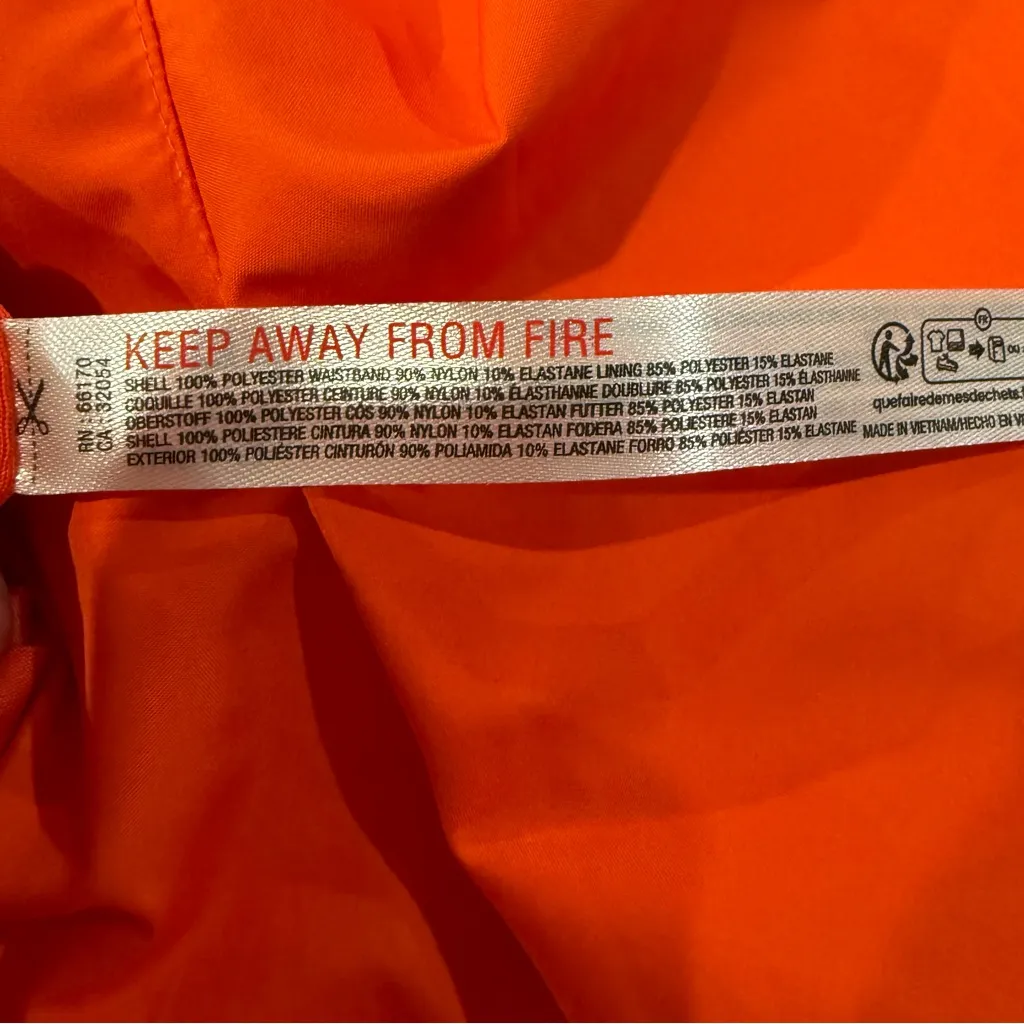 RN: 66170
CA: 32054
KEEP AWAY FROM FIRE
SHELL 100% POLYESTER WAISTBAND 90% NYLON 10% ELASTANE LINING 85% POLYESTER 15% ELASTANE
COQUILLE 100% POLYESTER CEINTURE 90% NYLON 10% ÉLASTHANNE DOUBLURE 85% POLYESTER 15% ÉLASTHANNE
OBERSTOFF 100% POLYESTER COS 90% NYLON 10% ELASTAN FUTTER 85% POLYESTER 15% ELASTAN
SHELL 100% POLIESTERE CINTURA 90% NYLON 10% ELASTAN FODERA 85% POLIESTERE 15% ELASTAN
EXTERIOR 100% POLIÉSTER CINTURÓN 90% POLIAMIDA 10% ELASTANE FORRO 85% POLIÉSTER 15% ELASTANE
FR
OU
quefairedemesdechets.f
MADE IN VIETNAM/HECHO EN